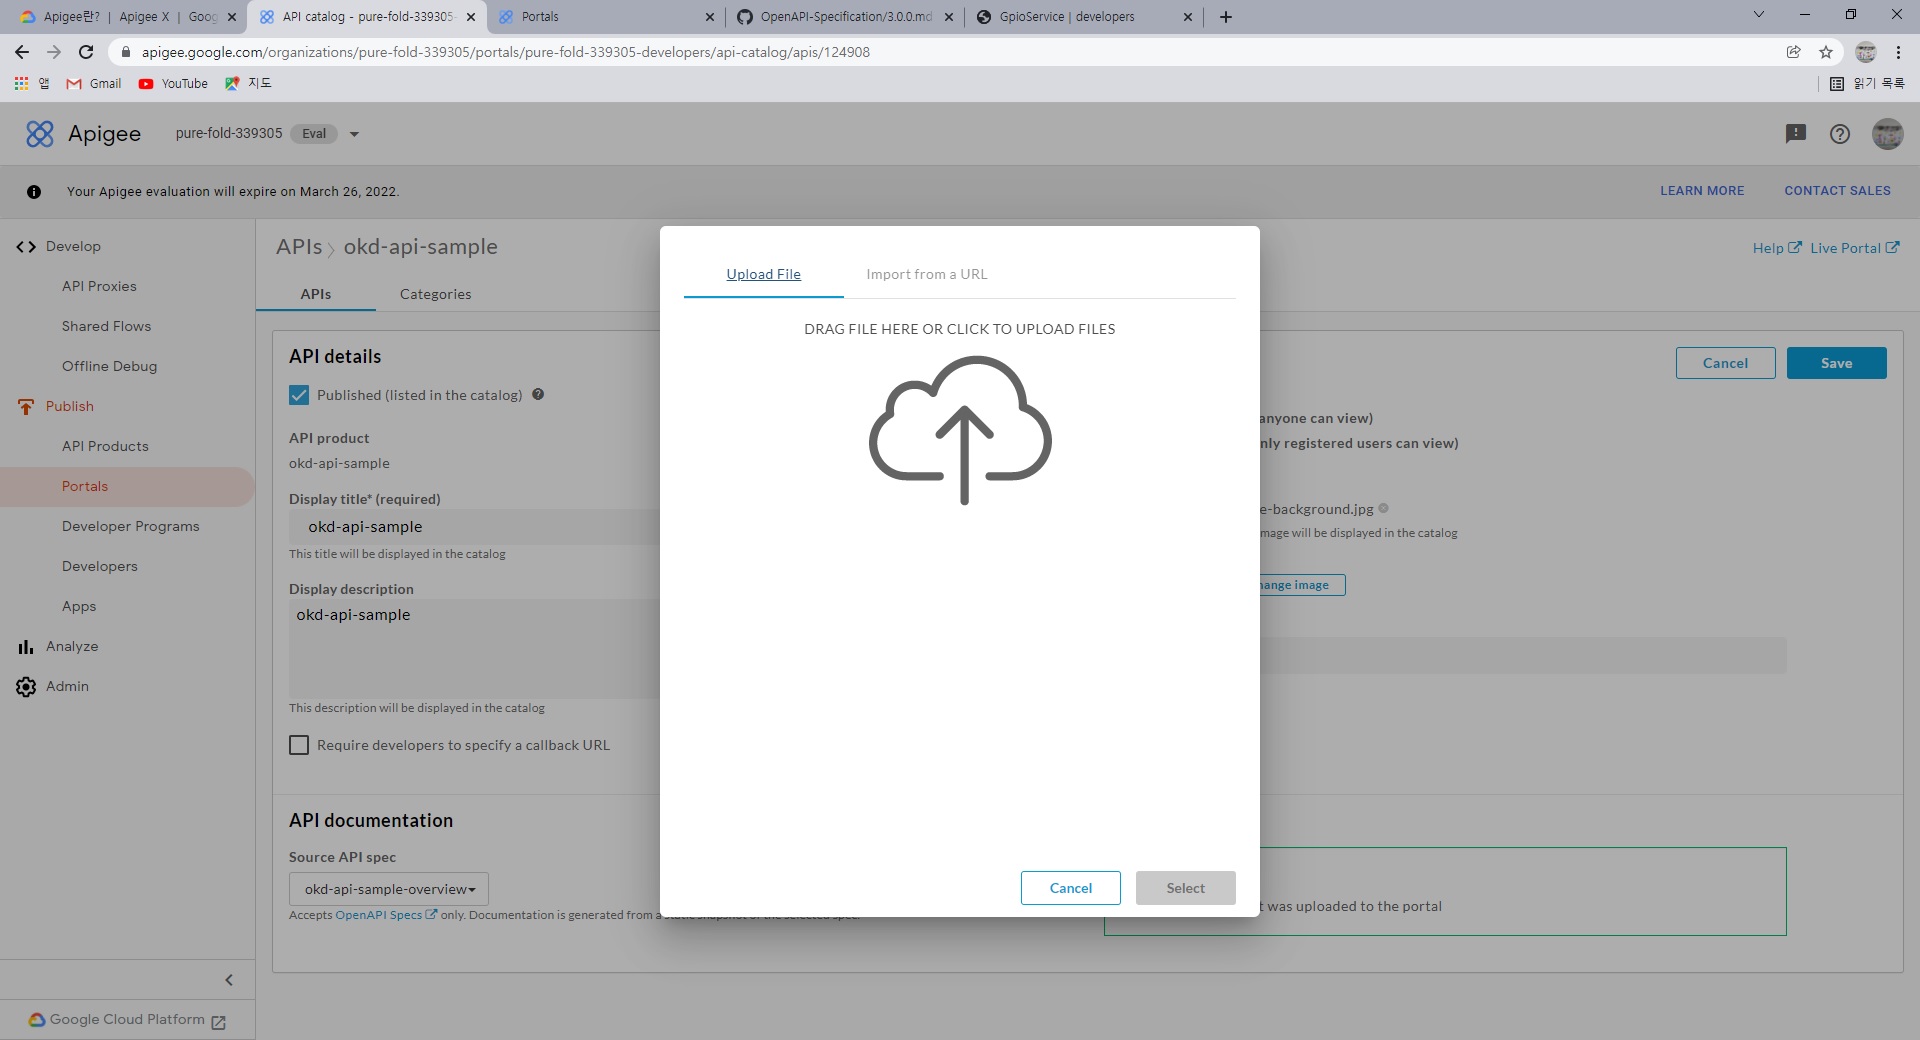 Apigee란? | Apigee X | Goog
API catalog - pure-fold-339305-
Portals
OpenAPI-Specification/3.0.0.md
GpioService | developers
apigee.google.com/organizations/pure-fold-339305/portals/pure-fold-339305-developers/api-catalog/apis/124908
앱 Gmail YouTube 지도 읽기 목록
Apigee pure-fold-339305 Eval
Your Apigee evaluation will expire on March 26, 2022. LEARN MORE CONTACT SALES
Develop
API Proxies
Shared Flows
Offline Debug
Publish
API Products
Portals
Developer Programs
Developers
Apps
Analyze
Admin
Google Cloud Platform
APIs > okd-api-sample
Help Live Portal
APIs Categories
API details
Cancel Save
Published (listed in the catalog)
API product
okd-api-sample
Display title* (required)
okd-api-sample
This title will be displayed in the catalog
Display description
okd-api-sample
This description will be displayed in the catalog
Require developers to specify a callback URL
anyone can view)
nly registered users can view)
e-background.jpg
mage will be displayed in the catalog
hange image
API documentation
Source API spec
okd-api-sample-overview
Accepts OpenAPI Specs only. Documentation is generated from a static snapshot of the selected spec.
t was uploaded to the portal
Upload File Import from a URL
DRAG FILE HERE OR CLICK TO UPLOAD FILES
Cancel Select